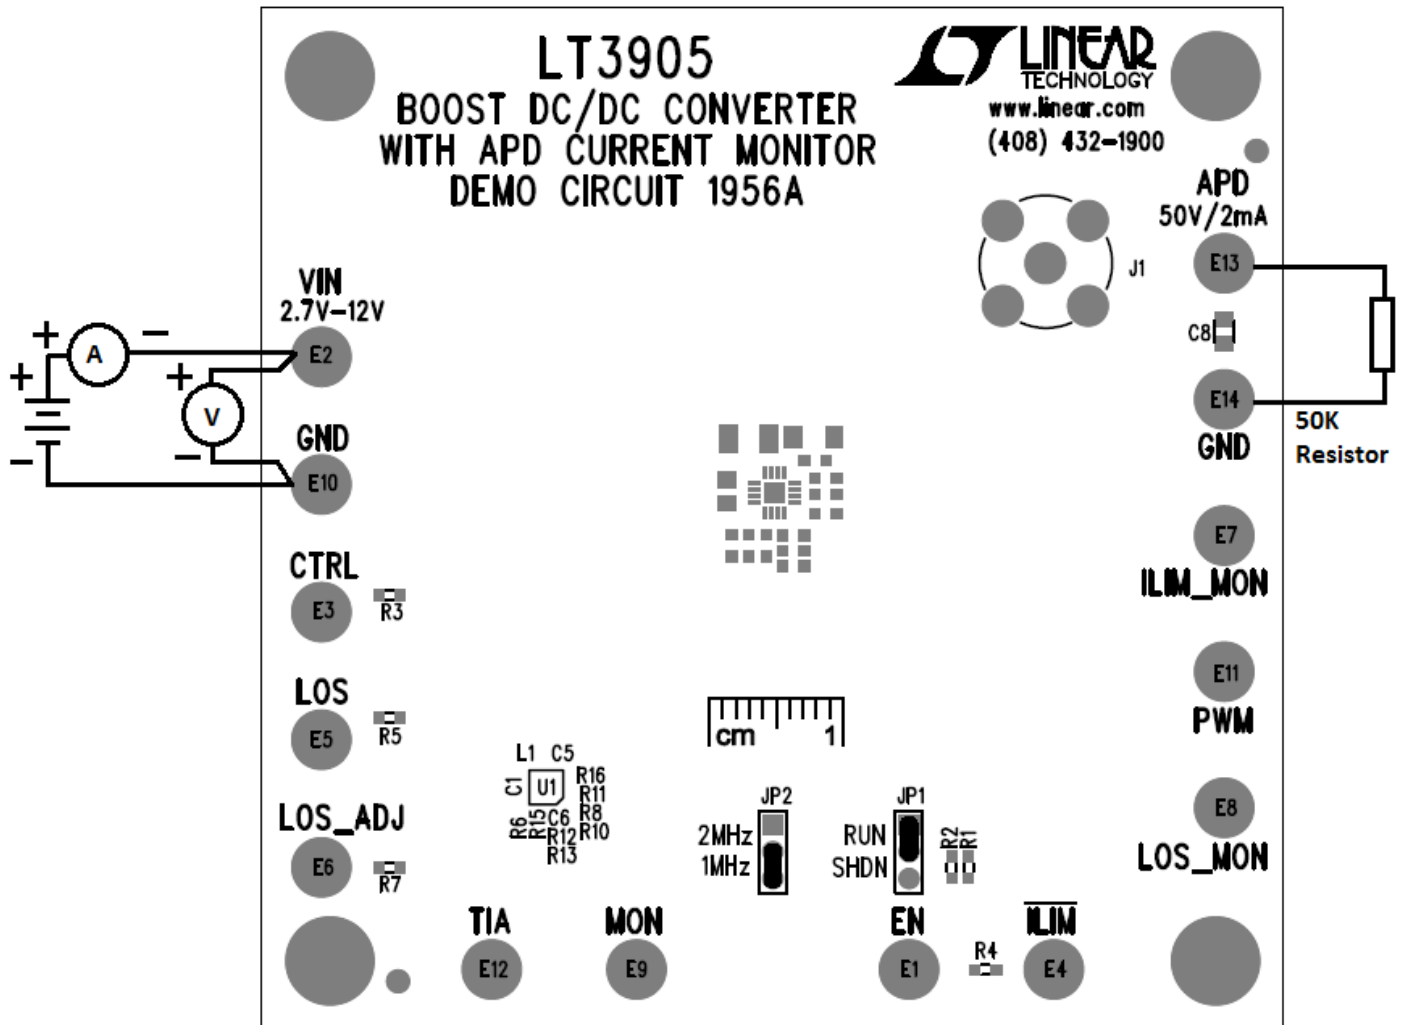 LT3905
BOOST DC/DC CONVERTER
WITH APD CURRENT MONITOR
DEMO CIRCUIT 1956A
LINEAR
TECHNOLOGY
www.linear.com
(408) 432-1900
APD
50V/2mA
E13
J1
C8
E14
GND
50K
Resistor
VIN
2.7V-12V
E2
+
A
-
+
-
+
V
-
GND
E10
CTRL
E3
R3
LOS
E5
R5
LOS_ADJ
E6
R7
E7
ILIM_MON
E11
PWM
E8
LOS_MON
cm 1
L1 C5
C1
U1
R16
R11
R8
R10
R6
R15
C6
R12
R13
JP2
2MHz
1MHz
JP1
RUN
SHDN
R2
R1
TIA
E12
MON
E9
EN
E1
R4
ILIM
E4